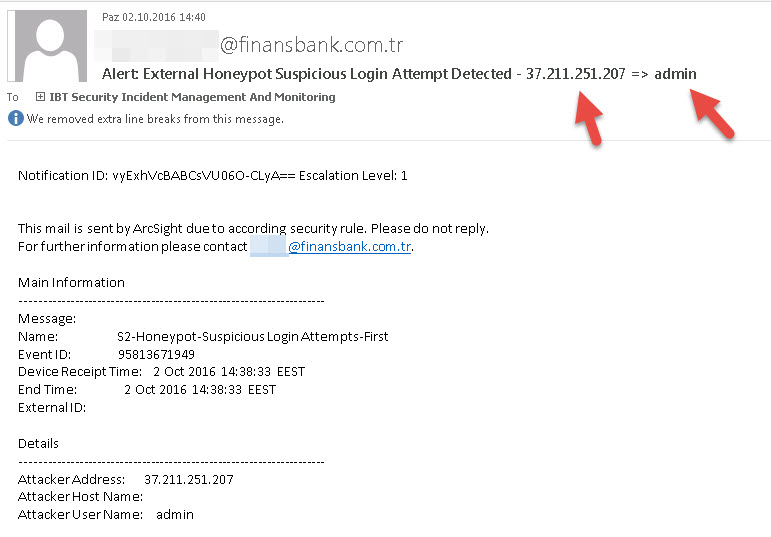 Paz 02.10.2016 14:40
@finansbank.com.tr
Alert: External Honeypot Suspicious Login Attempt Detected - 37.211.251.207 => admin
To IBT Security Incident Management And Monitoring
We removed extra line breaks from this message.
Notification ID: vyExhVcBABCsVU06O-CLyA== Escalation Level: 1
This mail is sent by ArcSight due to according security rule. Please do not reply.
For further information please contact @finansbank.com.tr.
Main Information
-----------------------------------------------------------------
Message:
Name: S2-Honeypot-Suspicious Login Attempts-First
Event ID: 95813671949
Device Receipt Time: 2 Oct 2016 14:38:33 EEST
End Time: 2 Oct 2016 14:38:33 EEST
External ID:
Details
-----------------------------------------------------------------
Attacker Address: 37.211.251.207
Attacker Host Name:
Attacker User Name: admin